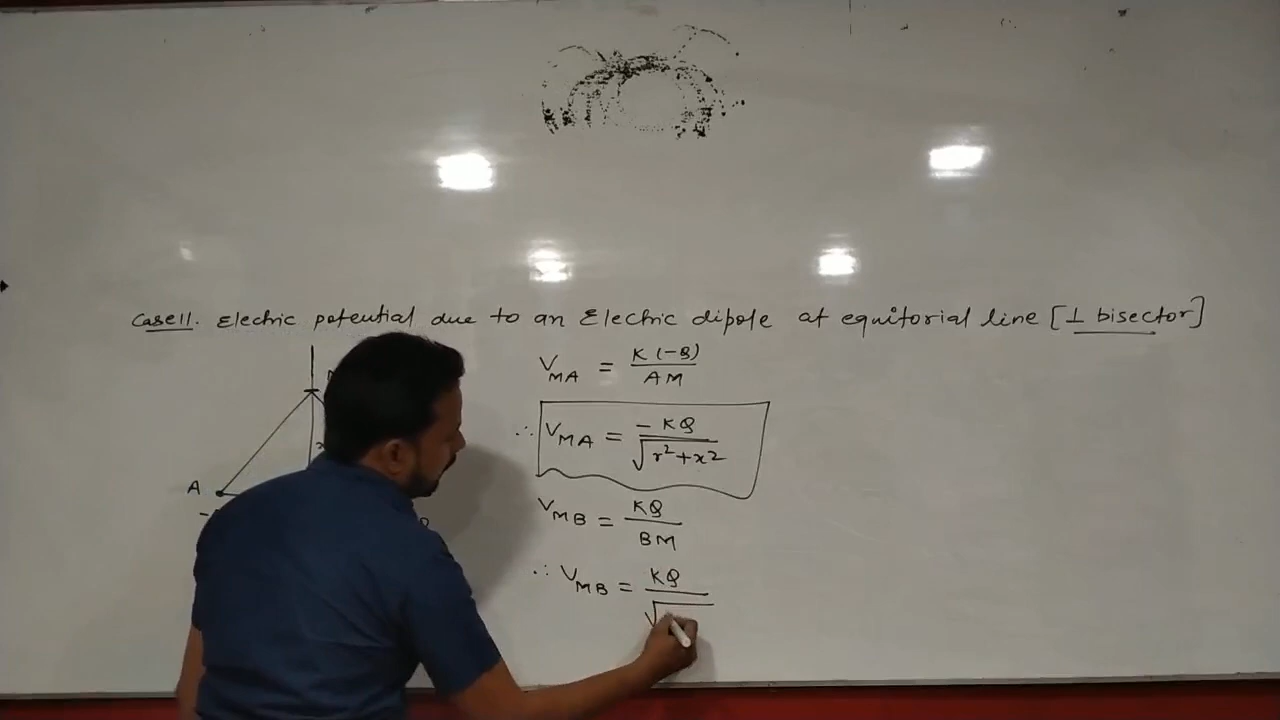 Case II. Electric potential due to an Electric dipole at equitorial line [⊥ bisector]
V_MA = K(-Q)/AM
∴ V_MA = -KQ/√(r²+x²)
V_MB = KQ/BM
∴ V_MB = KQ/√
A